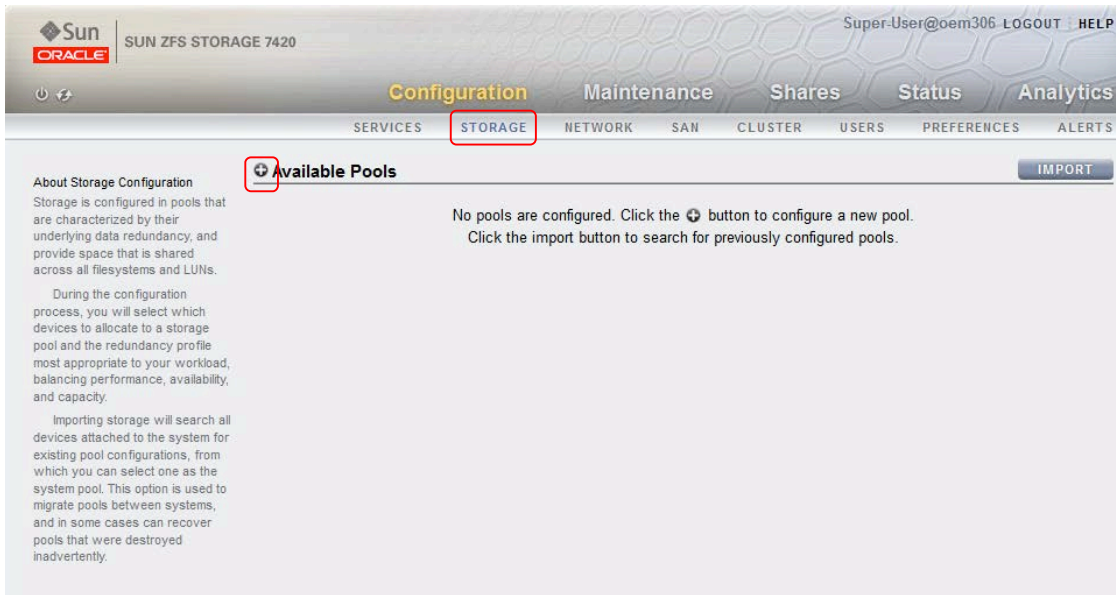 Sun
ORACLE
SUN ZFS STORAGE 7420
Super-User@oem306 LOGOUT HELP
Configuration Maintenance Shares Status Analytics
SERVICES STORAGE NETWORK SAN CLUSTER USERS PREFERENCES ALERTS
About Storage Configuration
Storage is configured in pools that
are characterized by their
underlying data redundancy, and
provide space that is shared
across all filesystems and LUNs.
During the configuration
process, you will select which
devices to allocate to a storage
pool and the redundancy profile
most appropriate to your workload,
balancing performance, availability,
and capacity.
Importing storage will search all
devices attached to the system for
existing pool configurations, from
which you can select one as the
system pool. This option is used to
migrate pools between systems,
and in some cases can recover
pools that were destroyed
inadvertently.
Available Pools
IMPORT
No pools are configured. Click the button to configure a new pool.
Click the import button to search for previously configured pools.